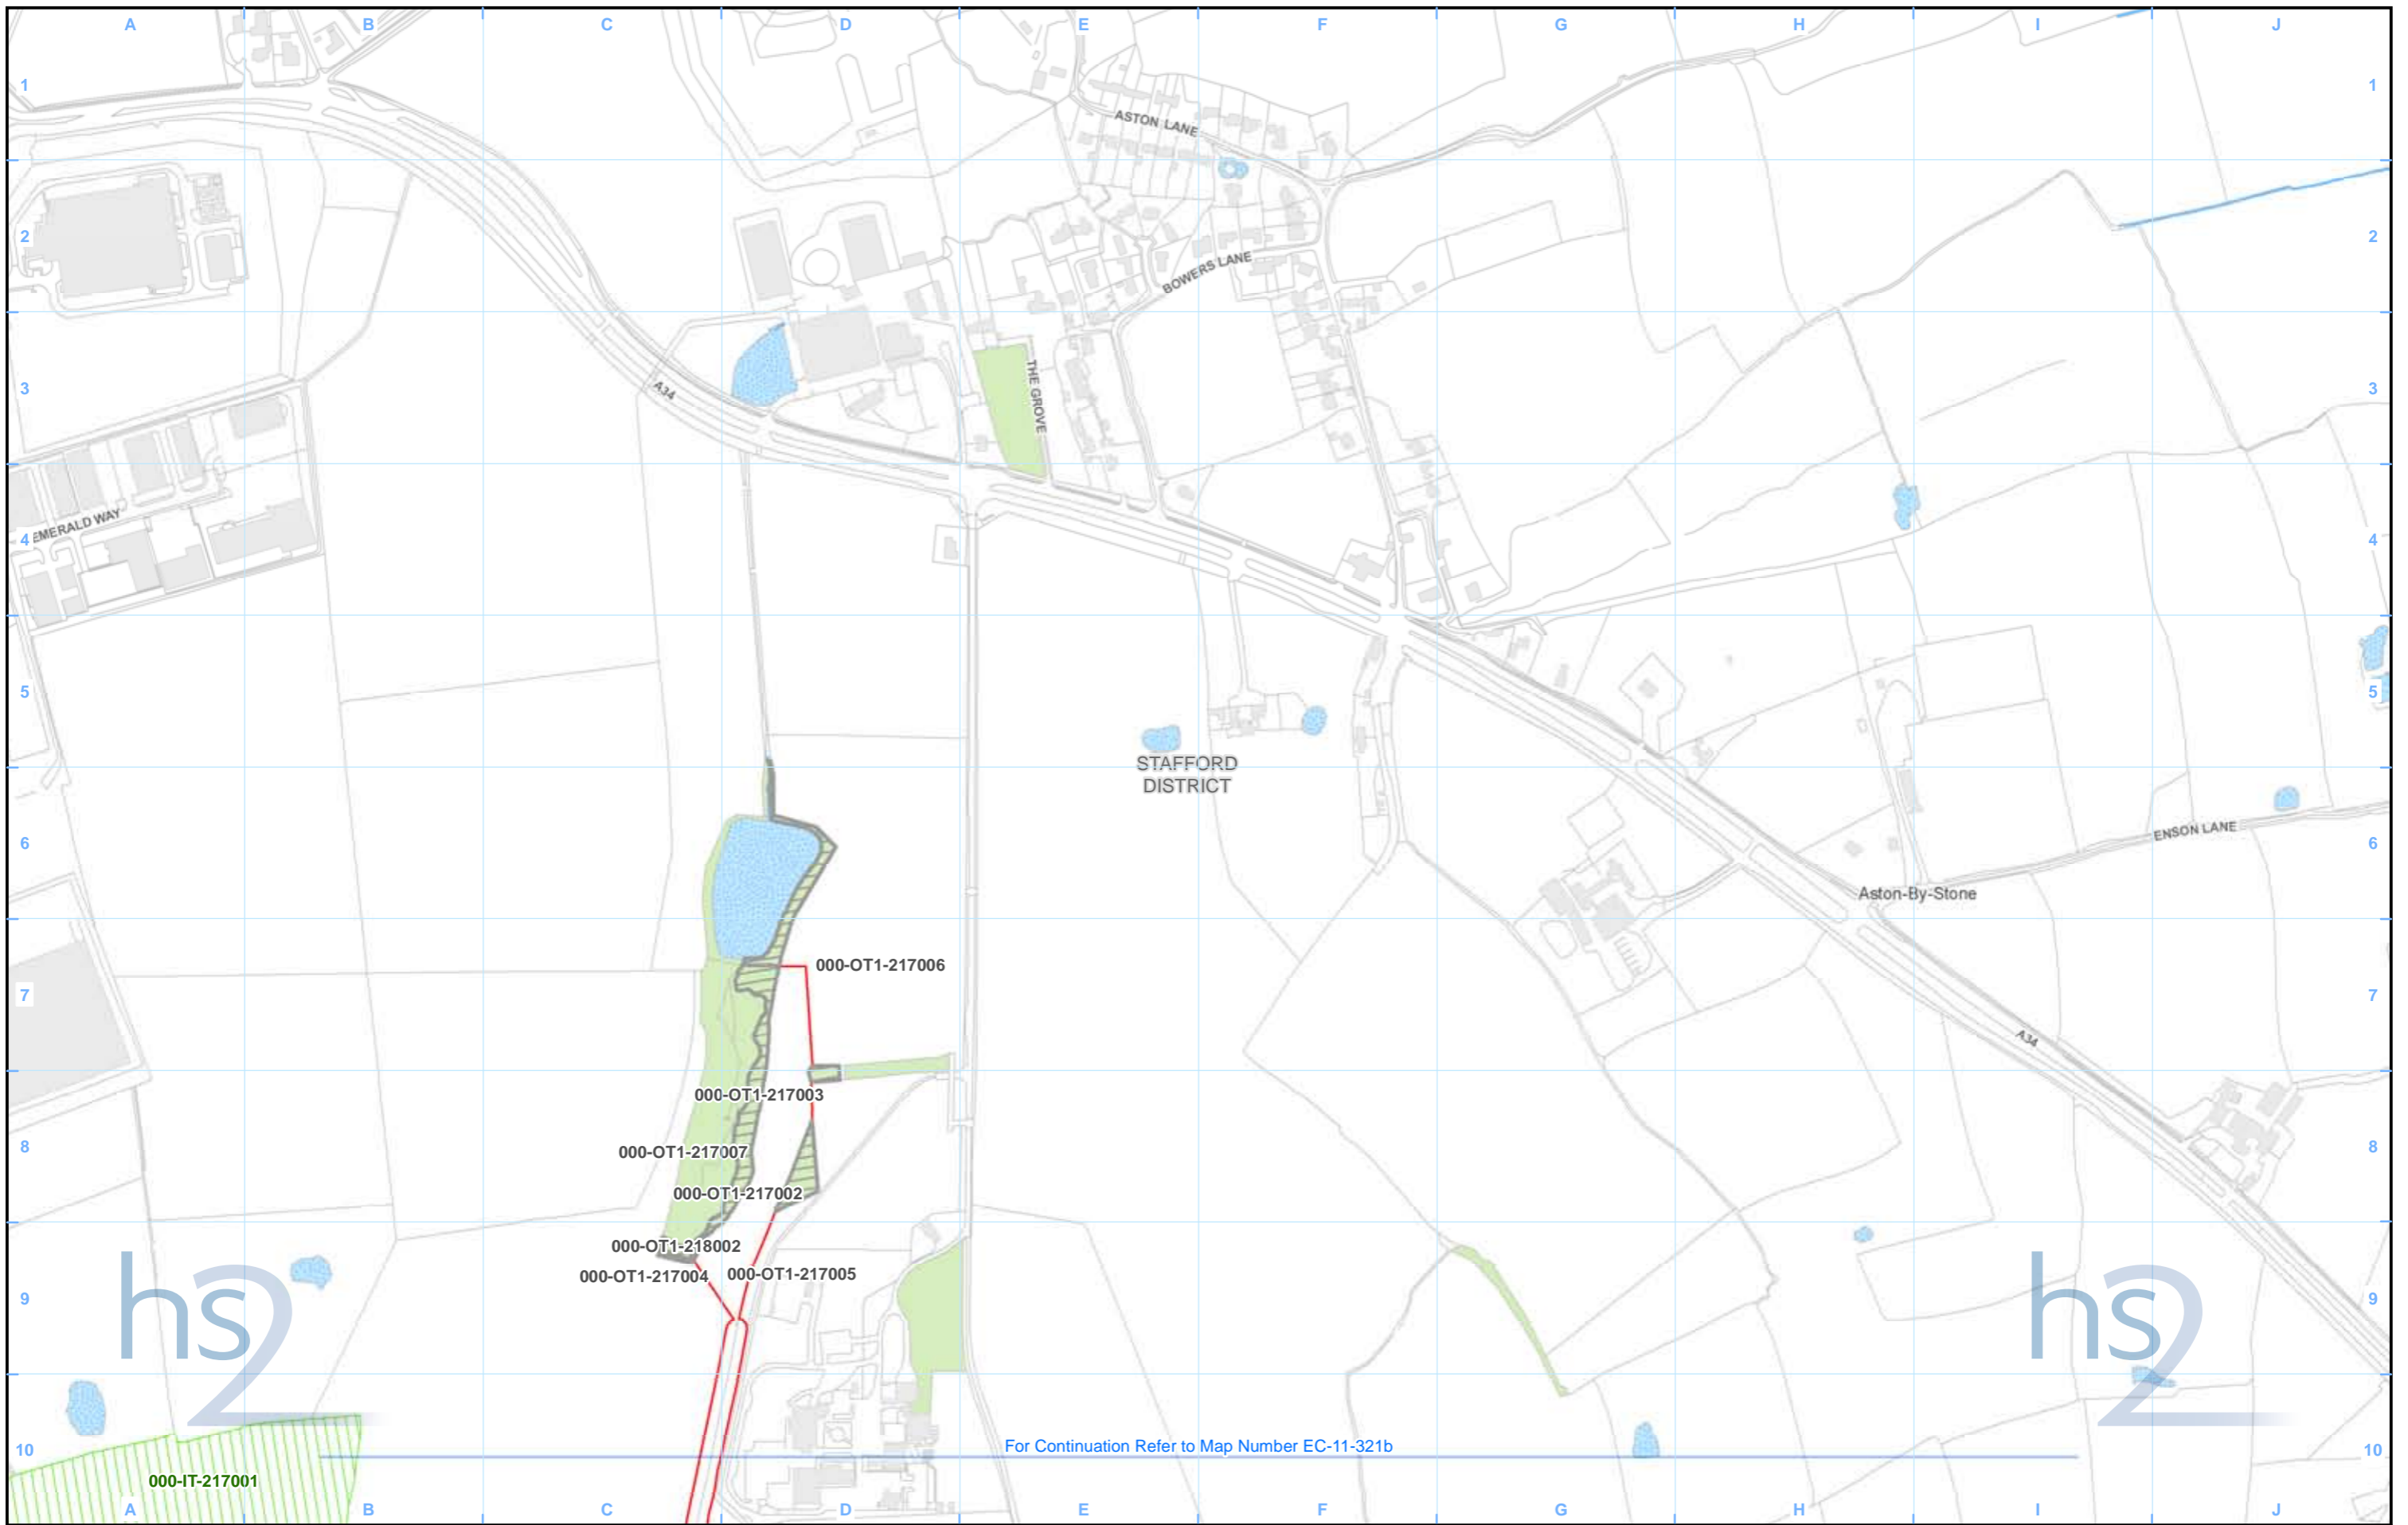 A B C D E F G H I J
1 1
ASTON LANE
2 2
BOWERS LANE
3 3
A34
THE GROVE
EMERALD WAY
4 4
5 5
STAFFORD
DISTRICT
6 6
ENSON LANE
Aston-By-Stone
000-OT1-217006
7 7
A34
000-OT1-217003
8 8
000-OT1-217007
000-OT1-217002
000-OT1-218002
000-OT1-217004 000-OT1-217005
9 9
hs2 hs2
10 10
For Continuation Refer to Map Number EC-11-321b
000-IT-217001
A B C D E F G H I J